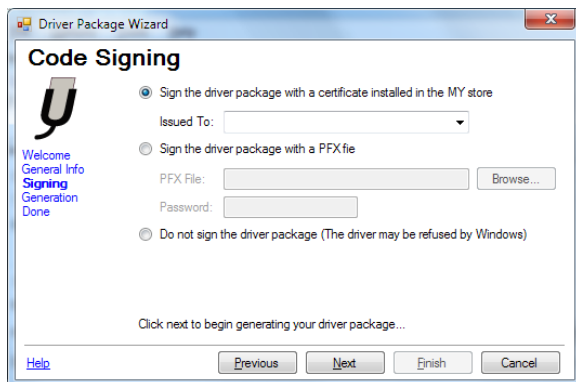 Driver Package Wizard
Code Signing
Sign the driver package with a certificate installed in the MY store
Issued To:
Sign the driver package with a PFX fie
PFX File:
Browse...
Password:
Do not sign the driver package (The driver may be refused by Windows)
Welcome
General Info
Signing
Generation
Done
Click next to begin generating your driver package...
Help
Previous
Next
Finish
Cancel